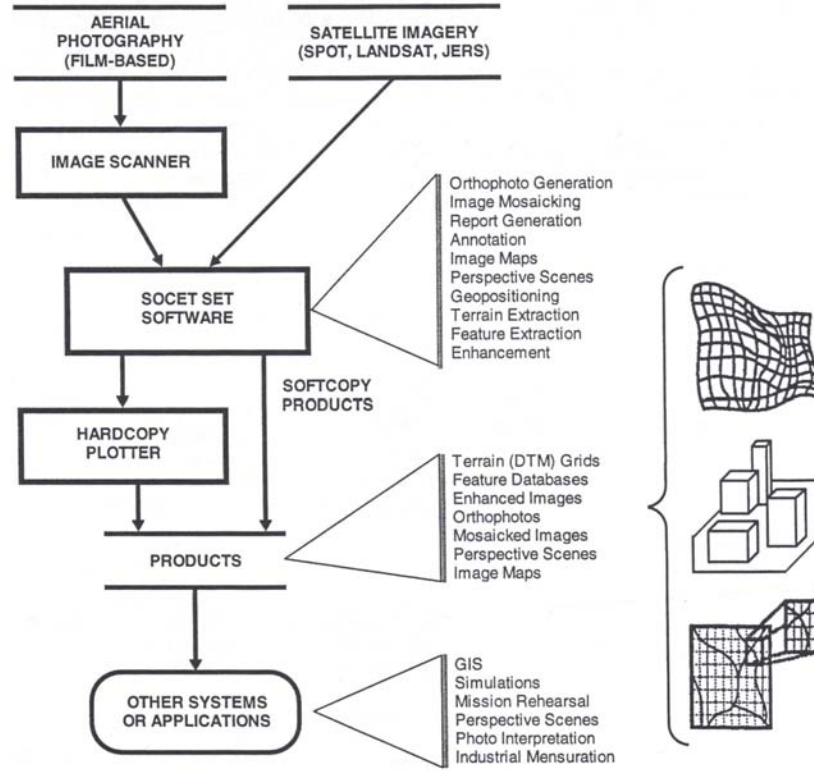 AERIAL
PHOTOGRAPHY
(FILM-BASED)
SATELLITE IMAGERY
(SPOT, LANDSAT, JERS)
IMAGE SCANNER
SOCET SET
SOFTWARE
Orthophoto Generation
Image Mosaicking
Report Generation
Annotation
Image Maps
Perspective Scenes
Geopositioning
Terrain Extraction
Feature Extraction
Enhancement
SOFTCOPY
PRODUCTS
HARDCOPY
PLOTTER
Terrain (DTM) Grids
Feature Databases
Enhanced Images
Orthophotos
Mosaicked Images
Perspective Scenes
Image Maps
PRODUCTS
OTHER SYSTEMS
OR APPLICATIONS
GIS
Simulations
Mission Rehearsal
Perspective Scenes
Photo Interpretation
Industrial Mensuration